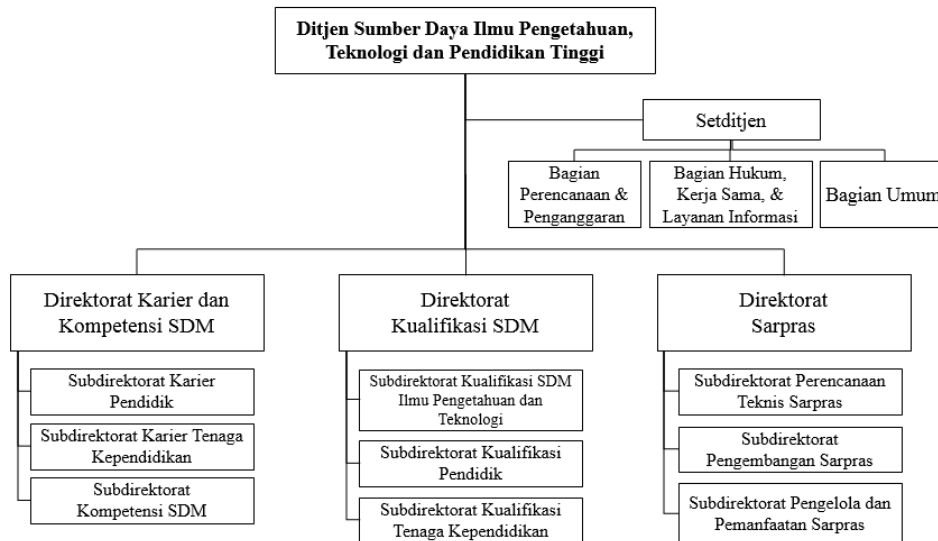 Ditjen Sumber Daya Ilmu Pengetahuan,
Teknologi dan Pendidikan Tinggi
Setditjen
Bagian
Perencanaan &
Penganggaran
Bagian Hukum,
Kerja Sama, &
Layanan Informasi
Bagian Umum
Direktorat Karier dan
Kompetensi SDM
Subdirektorat Karier
Pendidik
Subdirektorat Karier Tenaga
Kependidikan
Subdirektorat
Kompetensi SDM
Direktorat
Kualifikasi SDM
Subdirektorat Kualifikasi SDM
Ilmu Pengetahuan dan
Teknologi
Subdirektorat Kualifikasi
Pendidik
Subdirektorat Kualifikasi
Tenaga Kependidikan
Direktorat
Sarpras
Subdirektorat Perencanaan
Teknis Sarpras
Subdirektorat
Pengembangan Sarpras
Subdirektorat Pengelola dan
Pemanfaatan Sarpras